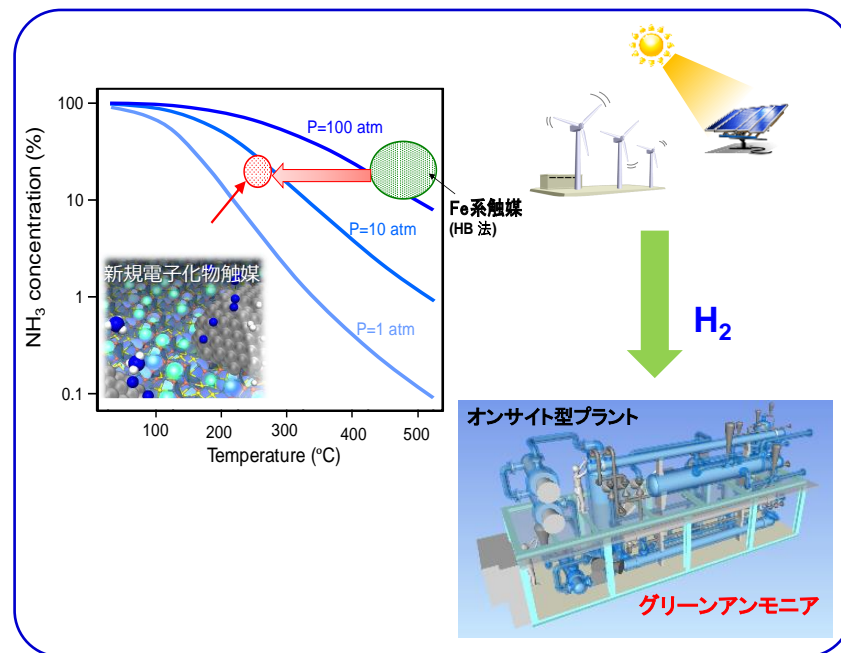 NH₃ concentration (%)
100
10
1
0.1
P=100 atm
P=10 atm
P=1 atm
Fe系触媒
(HB 法)
新規電子化物触媒
100
200
300
400
500
Temperature (°C)
H₂
オンサイト型プラント
グリーンアンモニア